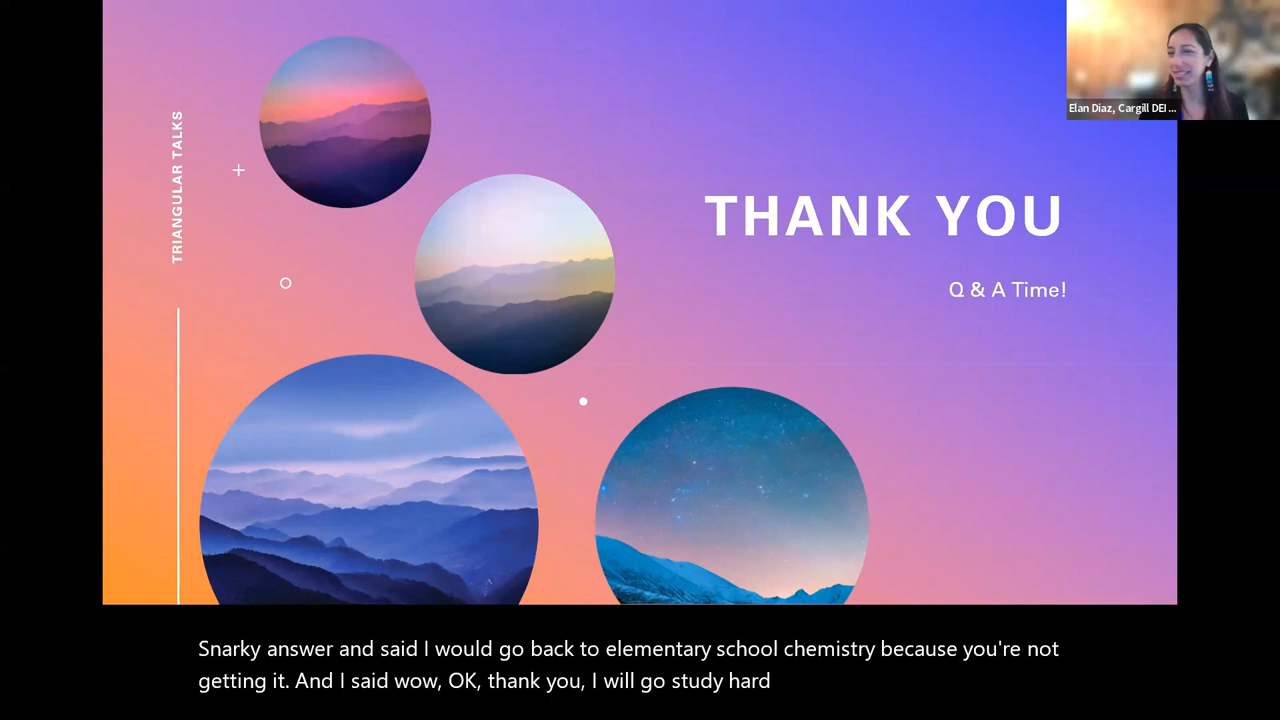 TRIANGULAR TALKS
THANK YOU
Q & A Time!
Elan Diaz, Cargill DEI ...
Snarky answer and said I would go back to elementary school chemistry because you're not
getting it. And I said wow, OK, thank you, I will go study hard